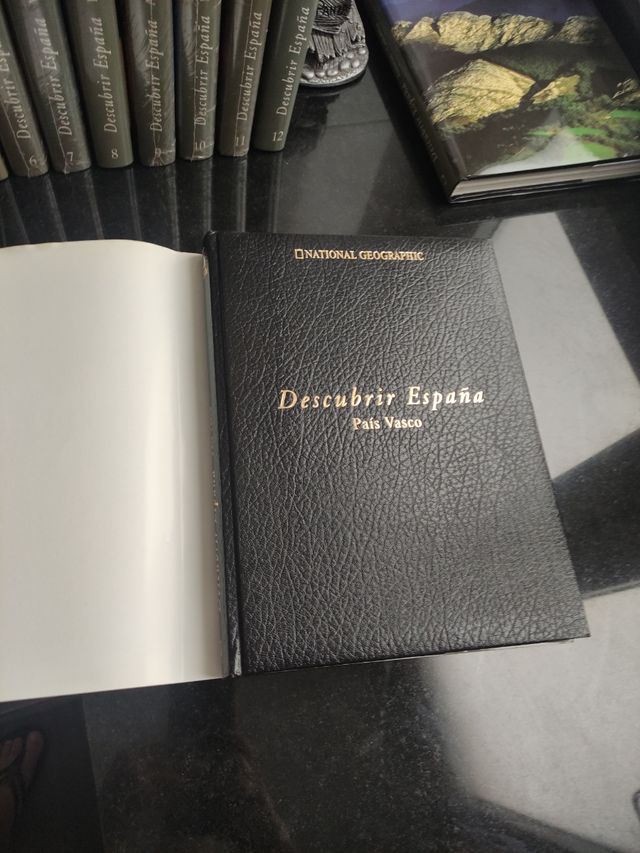 Descubrir España
6
Descubrir España
7
Descubrir España
8
Descubrir España
9
Descubrir España
10
Descubrir España
11
Descubrir España
12
NATIONAL GEOGRAPHIC
Descubrir España
País Vasco